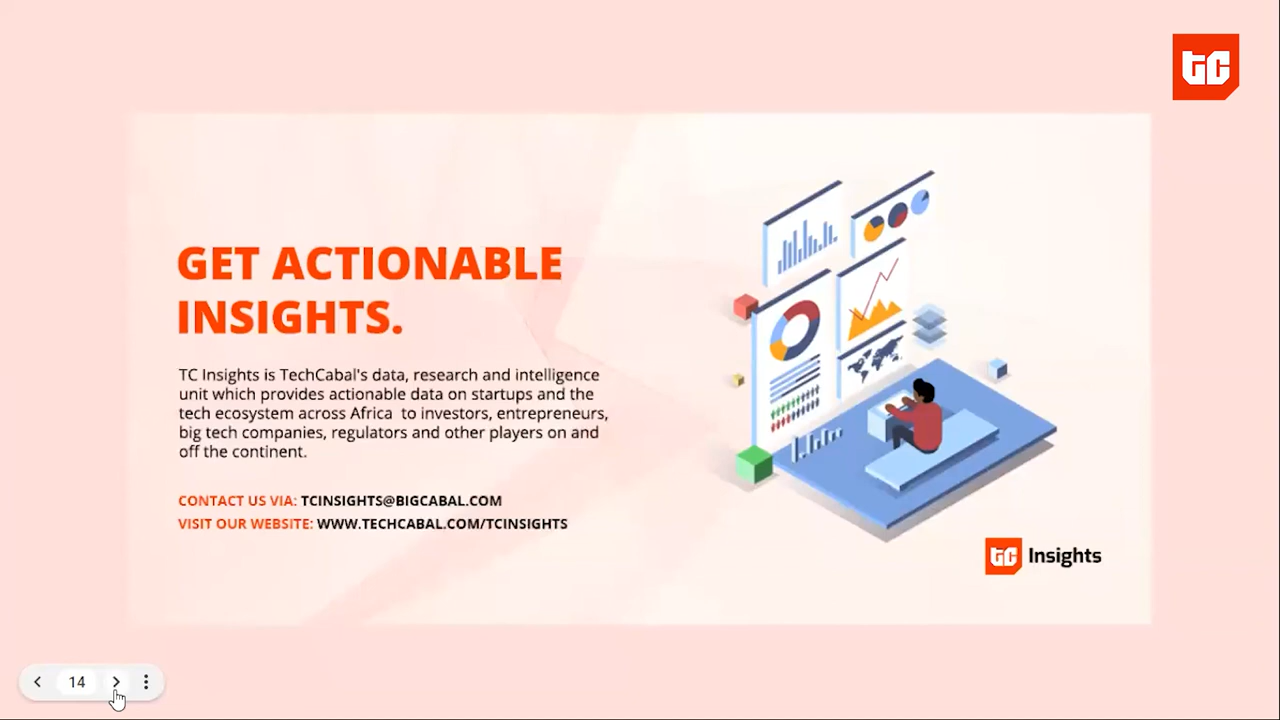 tc
GET ACTIONABLE
INSIGHTS.
TC Insights is TechCabal's data, research and intelligence
unit which provides actionable data on startups and the
tech ecosystem across Africa to investors, entrepreneurs,
big tech companies, regulators and other players on and
off the continent.
CONTACT US VIA: TCINSIGHTS@BIGCABAL.COM
VISIT OUR WEBSITE: WWW.TECHCABAL.COM/TCINSIGHTS
tc Insights
14